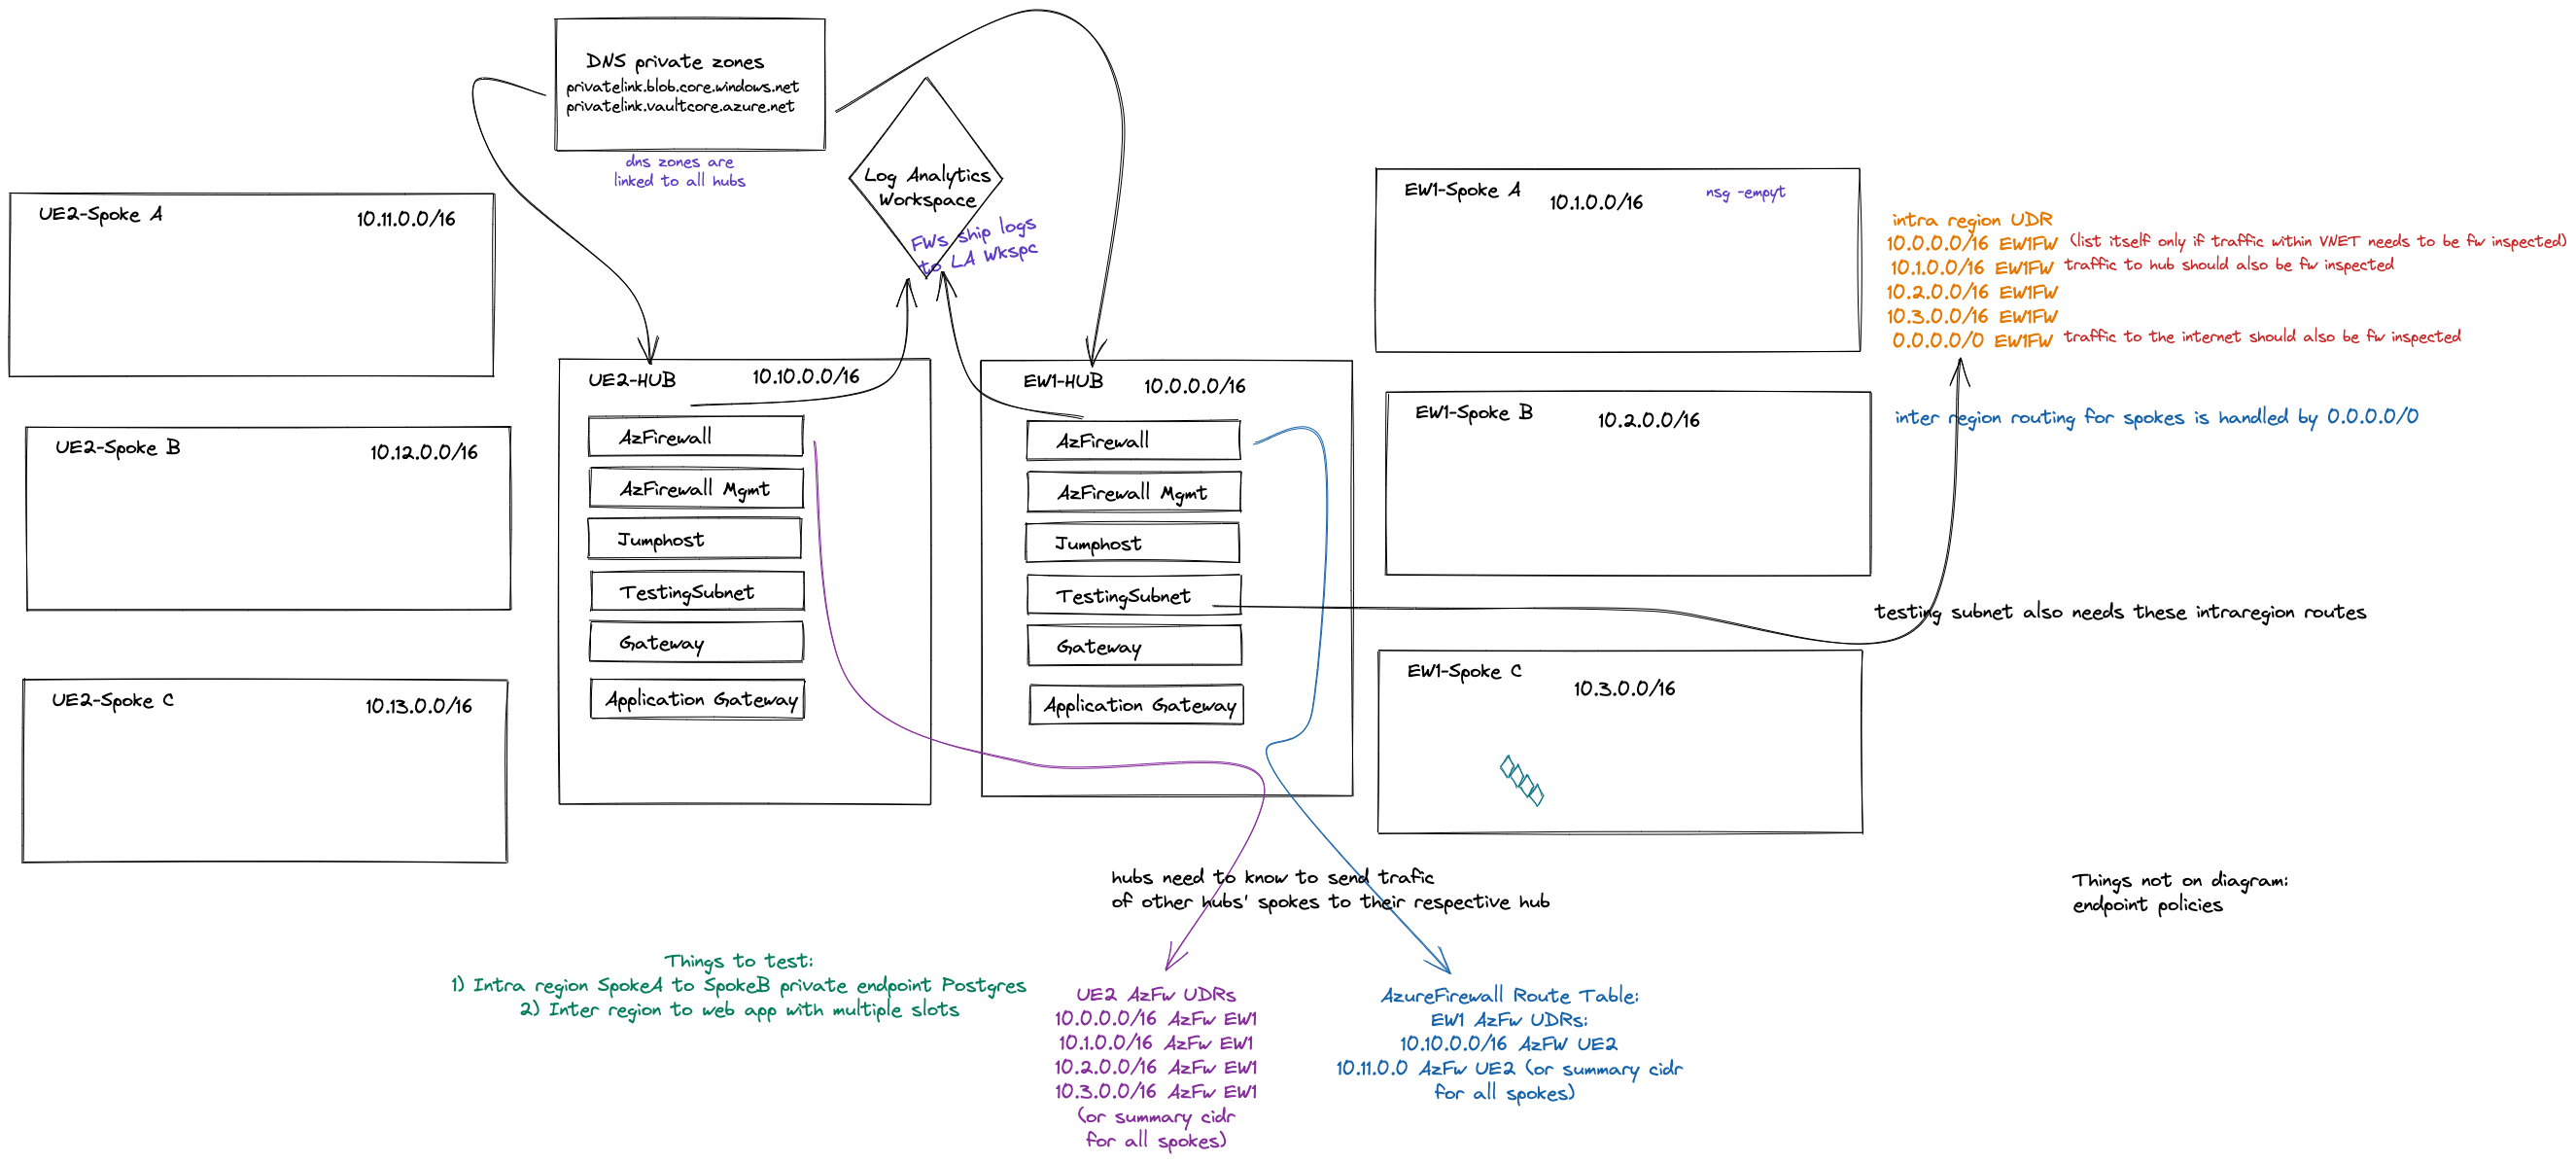 DNS private zones
privatelink.blob.core.windows.net
privatelink.vaultcore.azure.net
dns zones are
linked to all hubs
Log Analytics
Workspace
FWs ship logs
to LA Wkspc
UE2-Spoke A
10.11.0.0/16
UE2-Spoke B
10.12.0.0/16
UE2-Spoke C
10.13.0.0/16
UE2-HUB
10.10.0.0/16
AzFirewall
AzFirewall Mgmt
Jumphost
TestingSubnet
Gateway
Application Gateway
EW1-HUB
10.0.0.0/16
AzFirewall
AzFirewall Mgmt
Jumphost
TestingSubnet
Gateway
Application Gateway
EW1-Spoke A
10.1.0.0/16
nsg -empyt
EW1-Spoke B
10.2.0.0/16
EW1-Spoke C
10.3.0.0/16
intra region UDR
10.0.0.0/16 EW1FW (list itself only if traffic within VNET needs to be fw inspected)
10.1.0.0/16 EW1FW traffic to hub should also be fw inspected
10.2.0.0/16 EW1FW
10.3.0.0/16 EW1FW
0.0.0.0/0 EW1FW traffic to the internet should also be fw inspected
inter region routing for spokes is handled by 0.0.0.0/0
testing subnet also needs these intraregion routes
hubs need to know to send trafic
of other hubs' spokes to their respective hub
Things not on diagram:
endpoint policies
Things to test:
1) Intra region SpokeA to SpokeB private endpoint Postgres
2) Inter region to web app with multiple slots
UE2 AzFw UDRs
10.0.0.0/16 AzFw EW1
10.1.0.0/16 AzFw EW1
10.2.0.0/16 AzFw EW1
10.3.0.0/16 AzFw EW1
(or summary cidr
for all spokes)
AzureFirewall Route Table:
EW1 AzFw UDRs:
10.10.0.0/16 AzFW UE2
10.11.0.0 AzFw UE2 (or summary cidr
for all spokes)